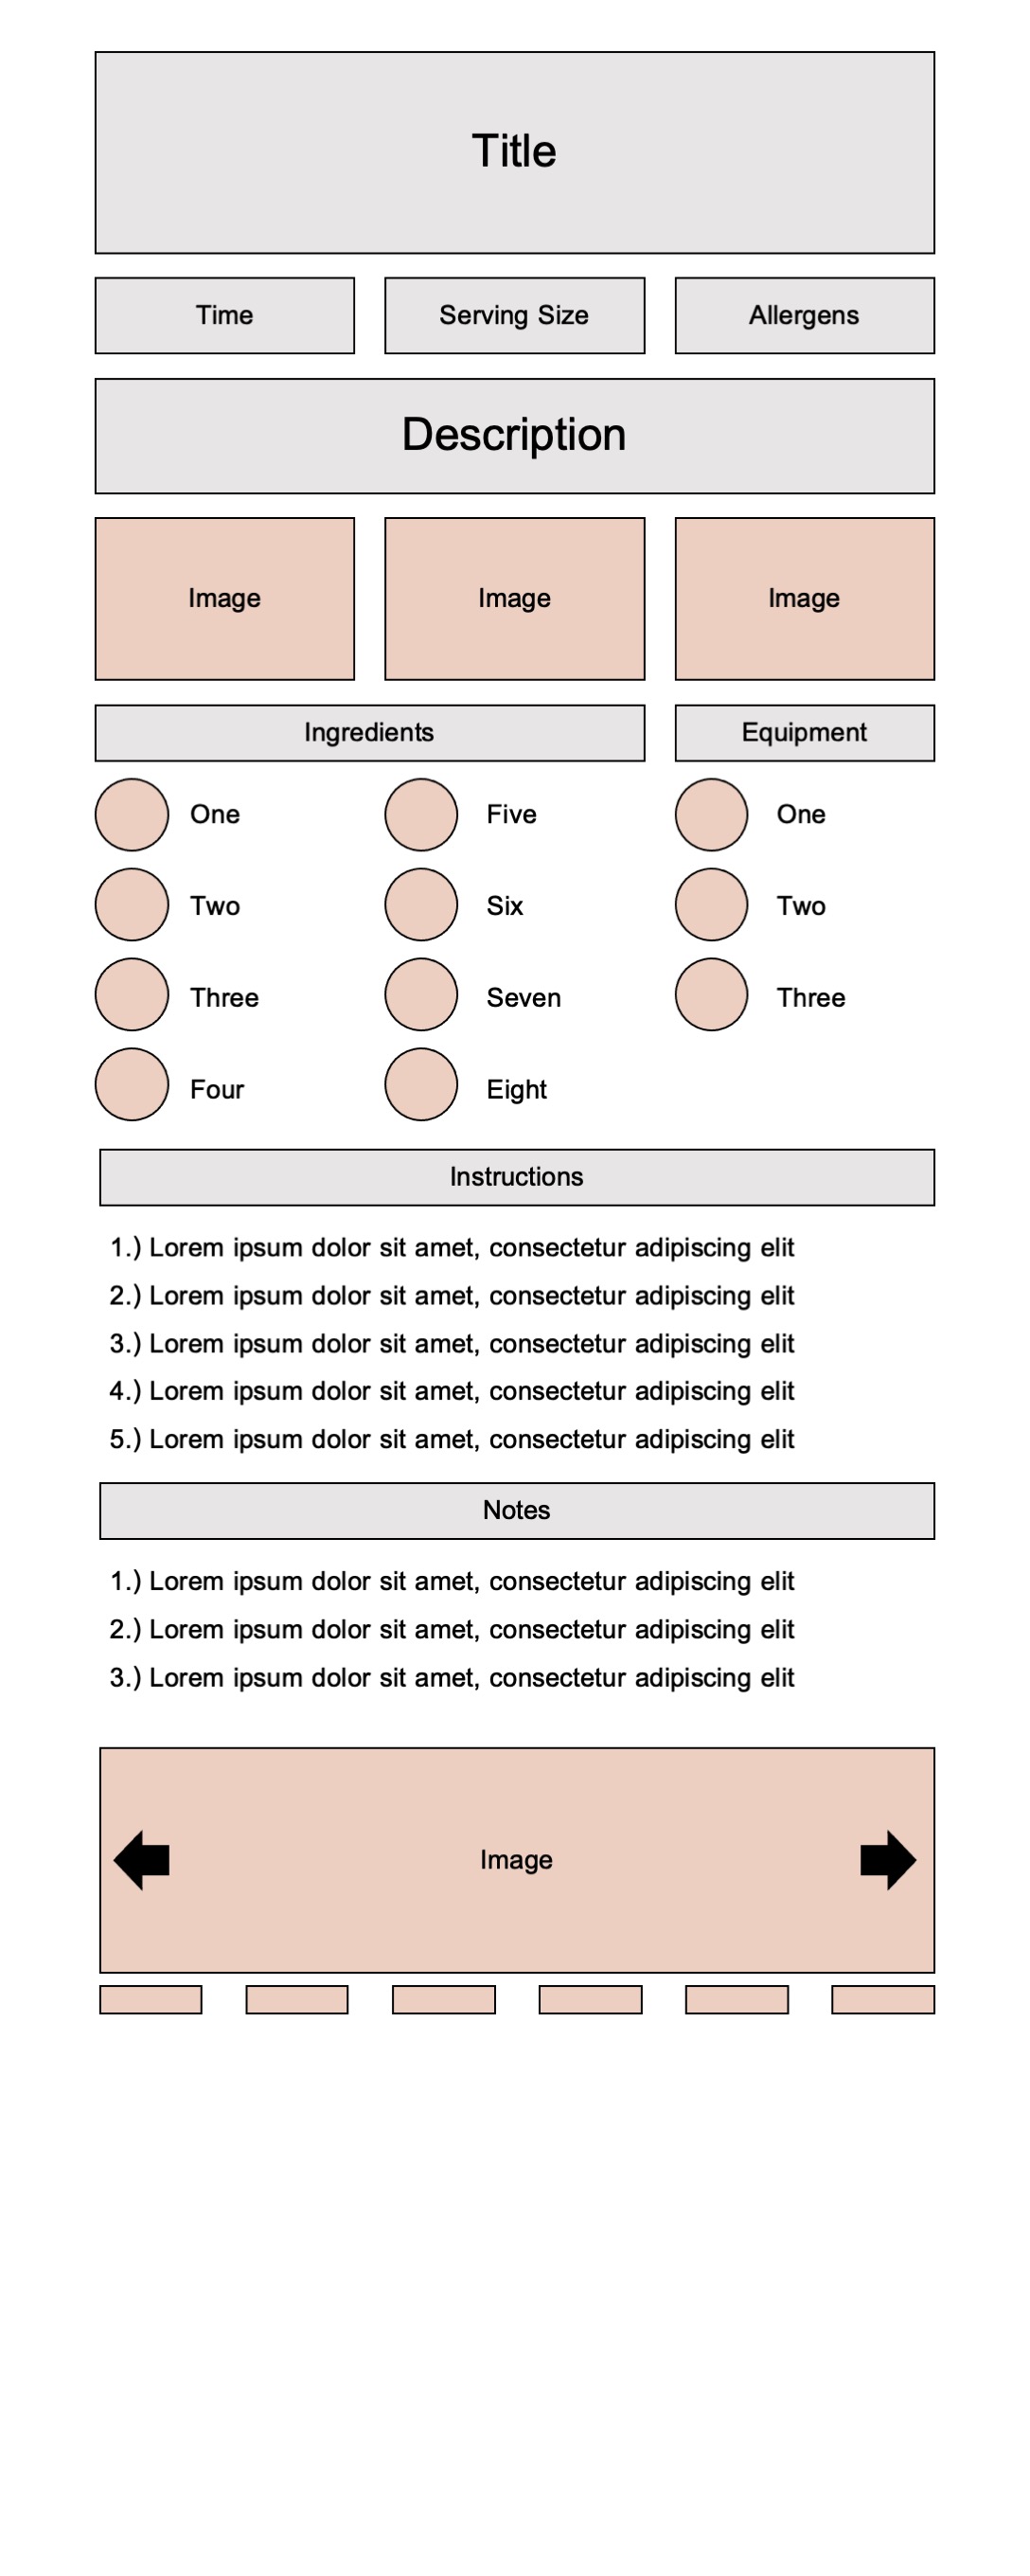 Title
Time
Serving Size
Allergens
Description
Image
Image
Image
Ingredients
Equipment
One
Five
One
Two
Six
Two
Three
Seven
Three
Four
Eight
Instructions
1.) Lorem ipsum dolor sit amet, consectetur adipiscing elit
2.) Lorem ipsum dolor sit amet, consectetur adipiscing elit
3.) Lorem ipsum dolor sit amet, consectetur adipiscing elit
4.) Lorem ipsum dolor sit amet, consectetur adipiscing elit
5.) Lorem ipsum dolor sit amet, consectetur adipiscing elit
Notes
1.) Lorem ipsum dolor sit amet, consectetur adipiscing elit
2.) Lorem ipsum dolor sit amet, consectetur adipiscing elit
3.) Lorem ipsum dolor sit amet, consectetur adipiscing elit
Image